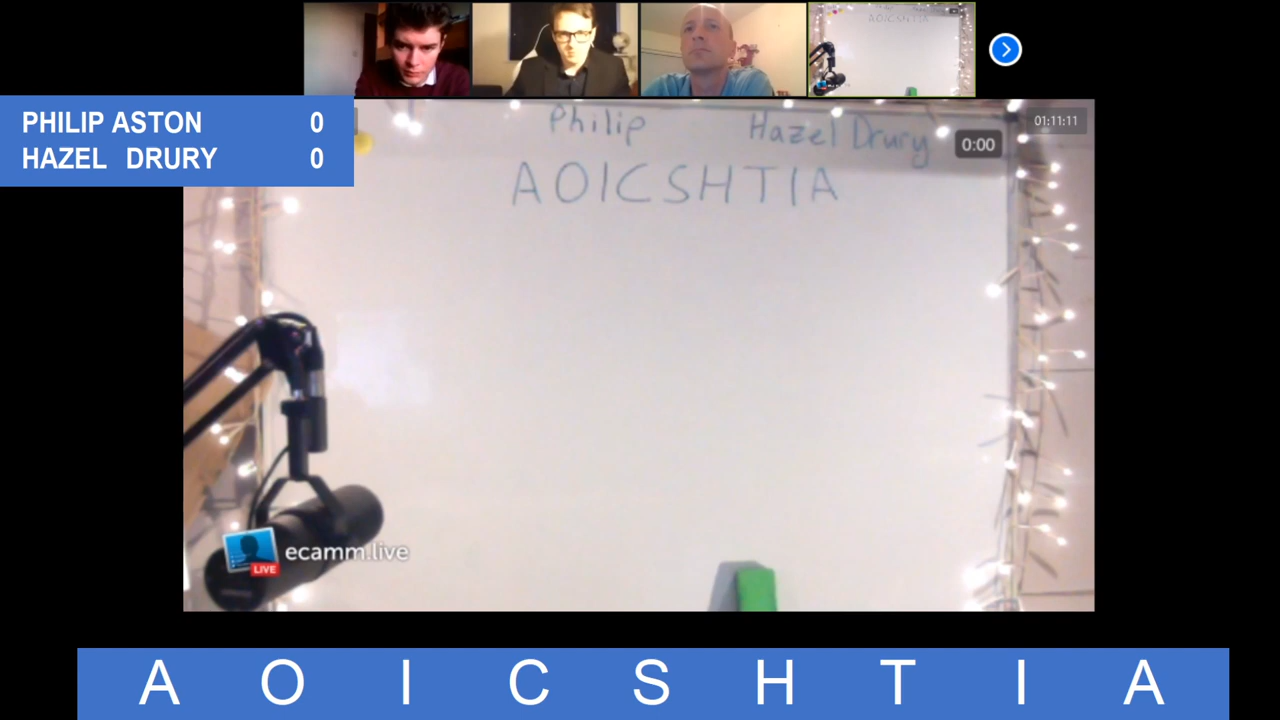 PHILIP ASTON 0
HAZEL DRURY 0
Philip Hazel Drury
01:11:11
0:00
AOICSHTIA
ecamm.live
LIVE
A O I C S H T I A